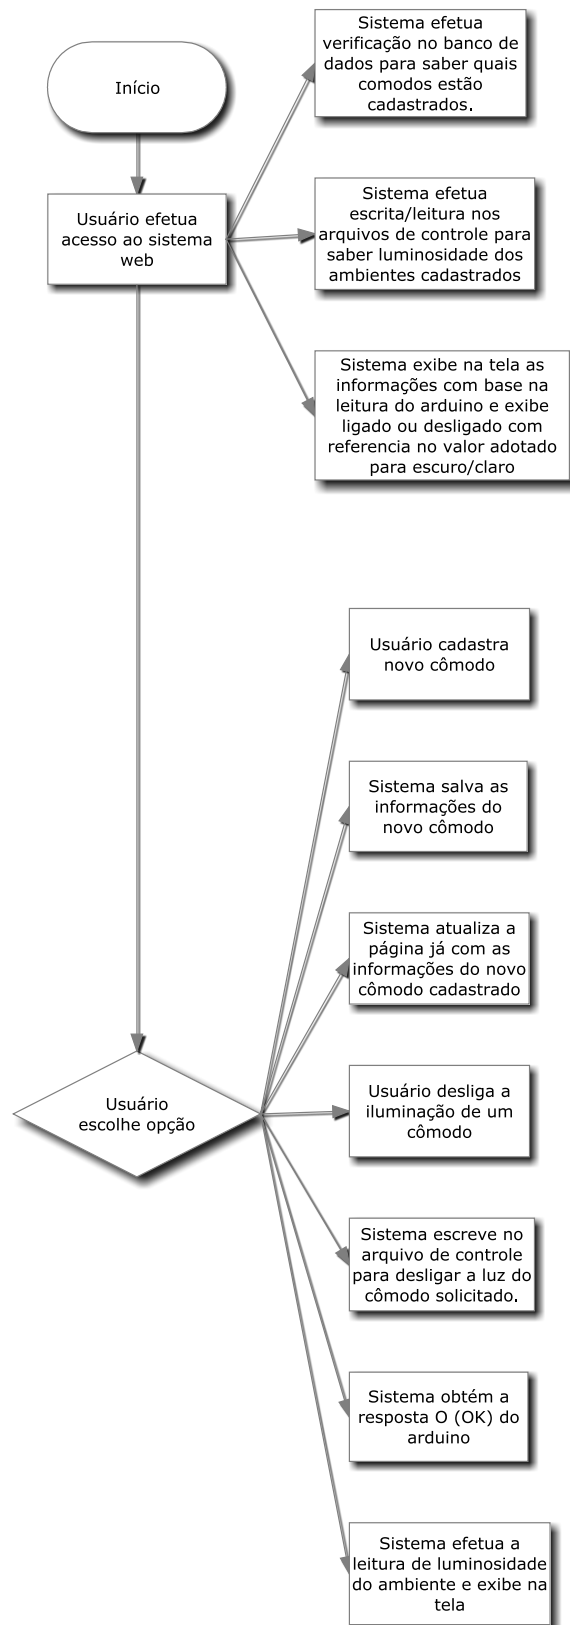 Início
Usuário efetua
acesso ao sistema
web
Sistema efetua
verificação no banco de
dados para saber quais
comodos estão
cadastrados.
Sistema efetua
escrita/leitura nos
arquivos de controle para
saber luminosidade dos
ambientes cadastrados
Sistema exibe na tela as
informações com base na
leitura do arduino e exibe
ligado ou desligado com
referencia no valor adotado
para escuro/claro
Usuário
escolhe opção
Usuário cadastra
novo cômodo
Sistema salva as
informações do
novo cômodo
Sistema atualiza a
página já com as
informações do novo
cômodo cadastrado
Usuário desliga a
iluminação de um
cômodo
Sistema escreve no
arquivo de controle
para desligar a luz do
cômodo solicitado.
Sistema obtém a
resposta O (OK) do
arduino
Sistema efetua a
leitura de luminosidade
do ambiente e exibe na
tela